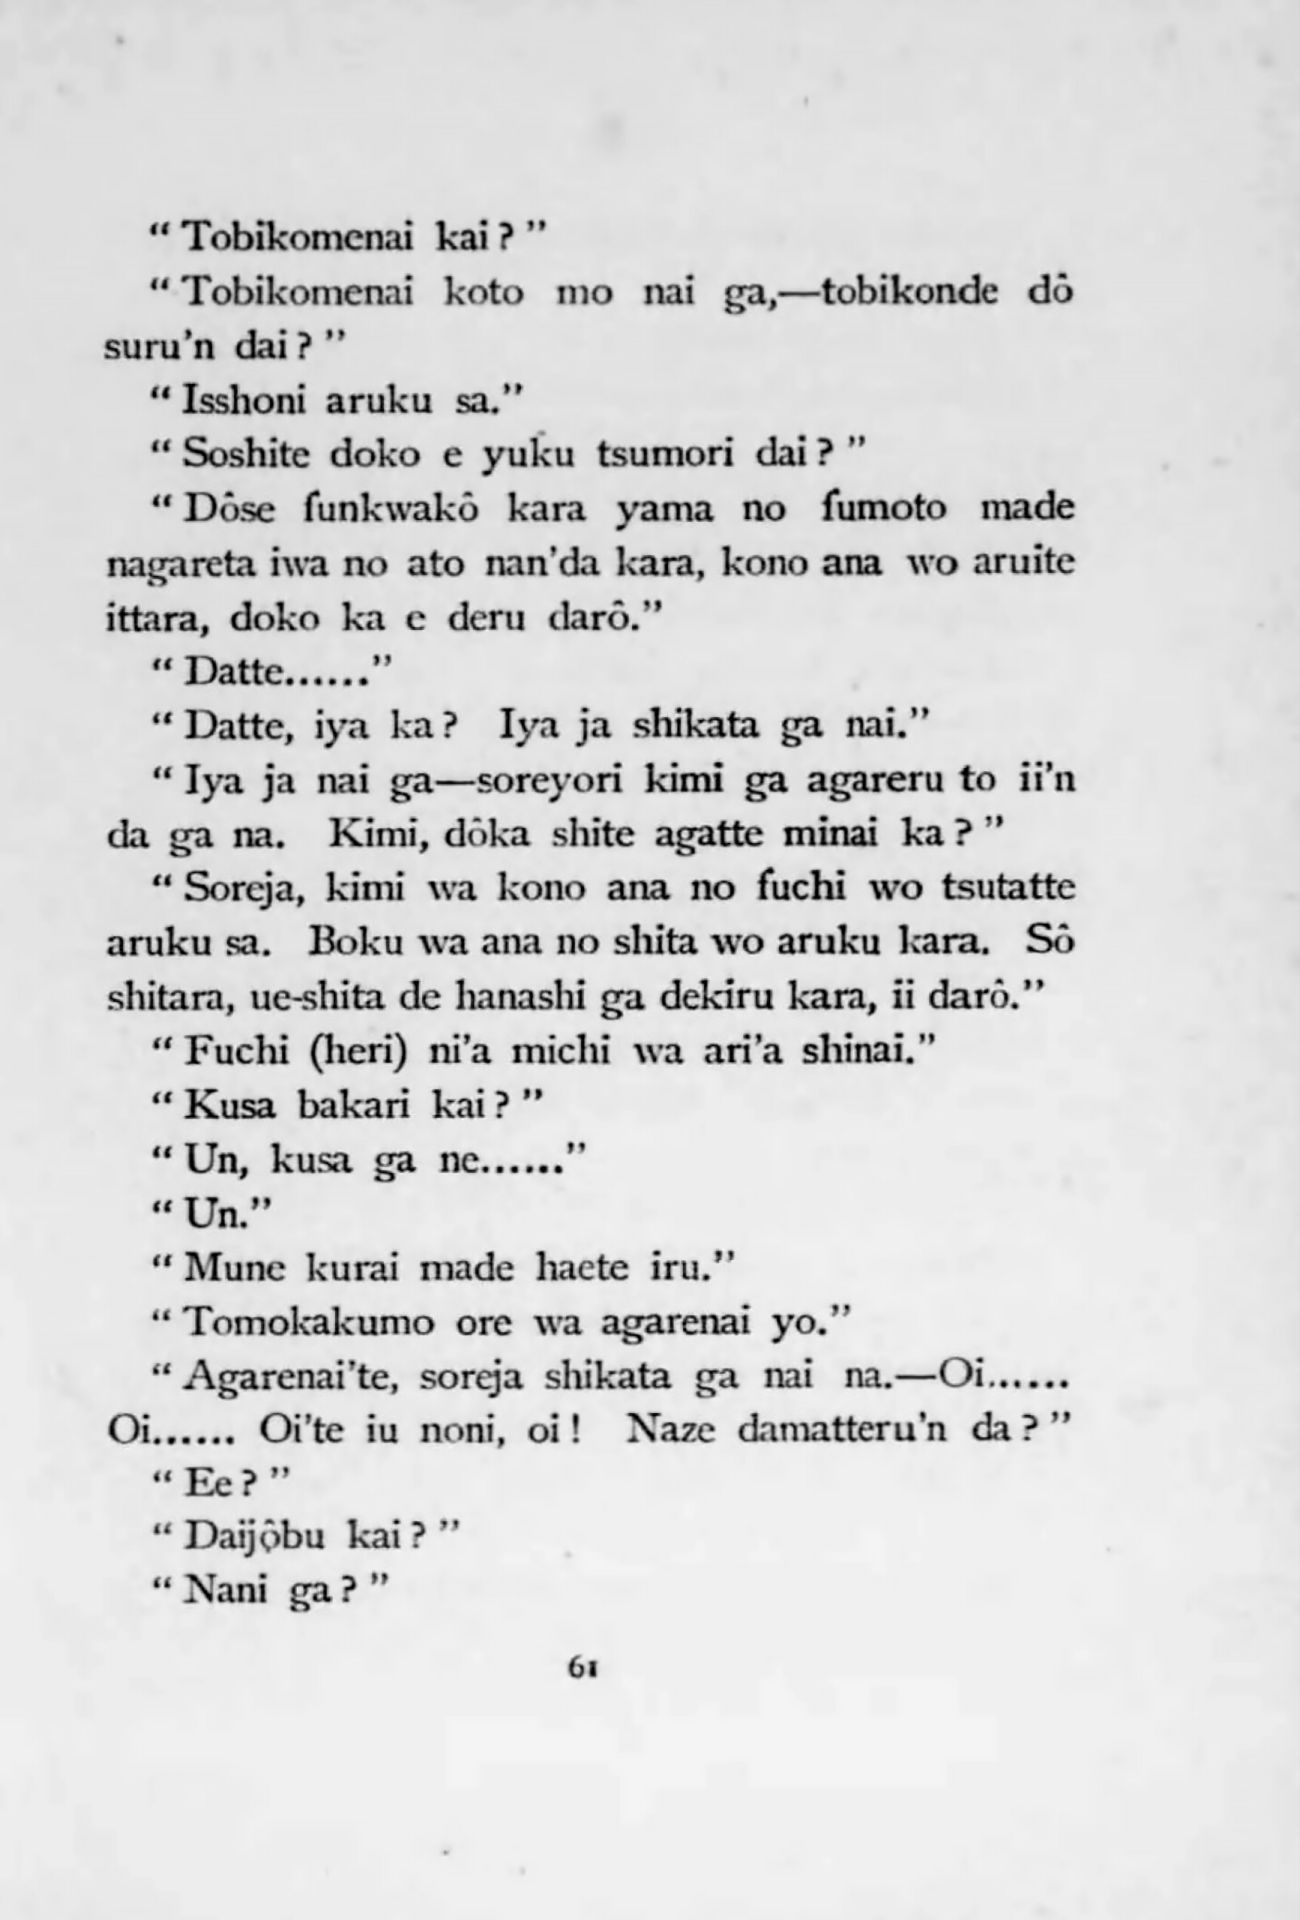 “ Tobikomenai kai ? ”
“ Tobikomenai koto mo nai ga,—tobikonde dô
suru’n dai ? ”
“ Isshoni aruku sa.”
“ Soshite doko e yuku tsumori dai ? ”
“ Dôse funkwakô kara yama no fumoto made
nagareta iwa no ato nan’da kara, kono ana wo aruite
ittara, doko ka e deru darô.”
“ Datte......”
“ Datte, iya ka ? Iya ja shikata ga nai.”
“ Iya ja nai ga—soreyori kimi ga agareru to ii’n
da ga na. Kimi, dôka shite agatte minai ka ? ”
“ Soreja, kimi wa kono ana no fuchi wo tsutatte
aruku sa. Boku wa ana no shita wo aruku kara. Sô
shitara, ue-shita de hanashi ga dekiru kara, ii darô.”
“ Fuchi (heri) ni’a michi wa ari’a shinai.”
“ Kusa bakari kai ? ”
“ Un, kusa ga ne......”
“ Un.”
“ Mune kurai made haete iru.”
“ Tomokakumo ore wa agarenai yo.”
“ Agarenai’te, soreja shikata ga nai na.—Oi......
Oi...... Oi’te iu noni, oi ! Naze damatteru’n da ? ”
“ Ee ? ”
“ Daijôbu kai ? ”
“ Nani ga ? ”
61